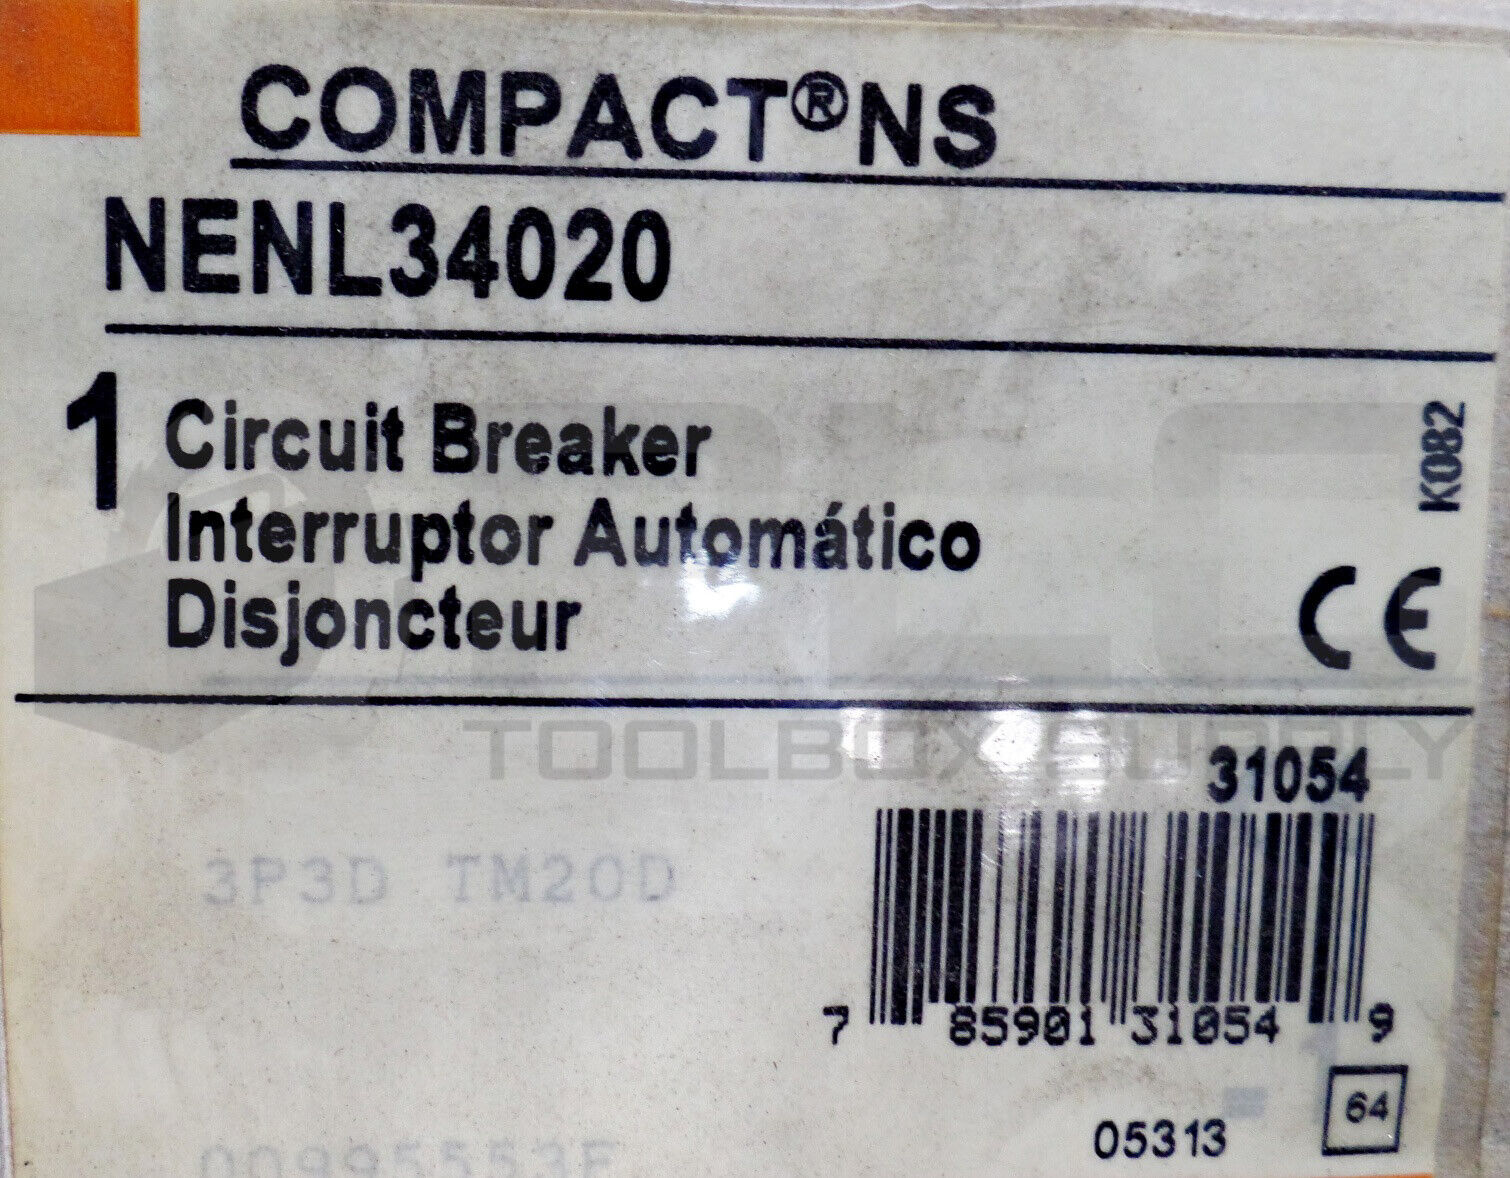 COMPACT®NS
NENL34020
1 Circuit Breaker
Interruptor Automático
Disjoncteur
K082
CE
TOOLBOX SUPPLY
31054
3P3D TM20D
7 85901 31054 9
64
05313